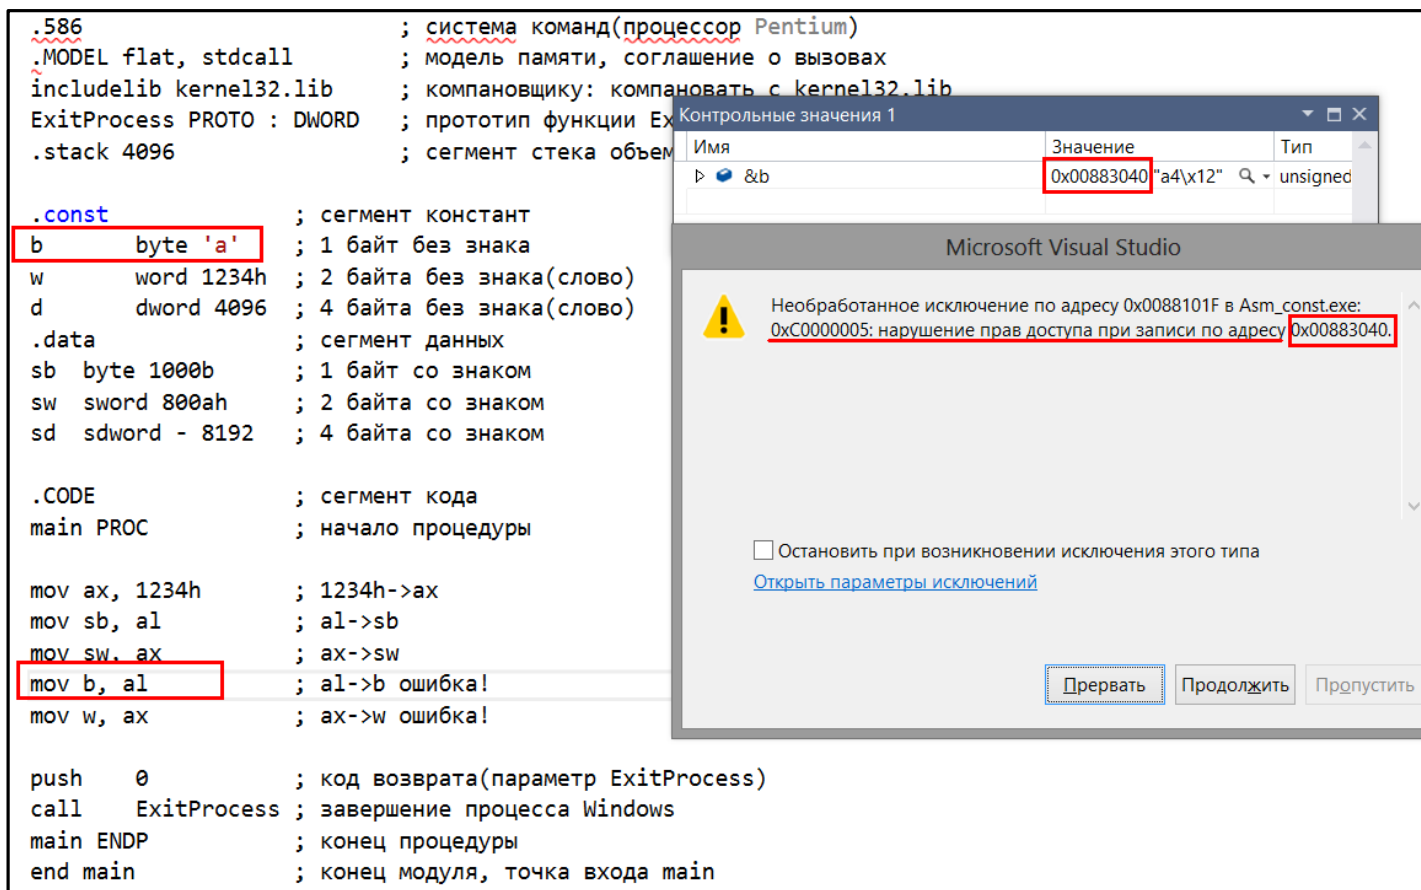 .586 ; система команд(процессор Pentium)
.MODEL flat, stdcall ; модель памяти, соглашение о вызовах
includelib kernel32.lib ; компановщику: компановать с kernel32.lib
ExitProcess PROTO : DWORD ; прототип функции Ex
.stack 4096 ; сегмент стека объем
.const ; сегмент констант
b byte 'a' ; 1 байт без знака
w word 1234h ; 2 байта без знака(слово)
d dword 4096 ; 4 байта без знака(слово)
.data ; сегмент данных
sb byte 1000b ; 1 байт со знаком
sw sword 800ah ; 2 байта со знаком
sd sdword - 8192 ; 4 байта со знаком
.CODE ; сегмент кода
main PROC ; начало процедуры
mov ax, 1234h ; 1234h->ax
mov sb, al ; al->sb
mov sw, ax ; ax->sw
mov b, al ; al->b ошибка!
mov w, ax ; ax->w ошибка!
push 0 ; код возврата(параметр ExitProcess)
call ExitProcess ; завершение процесса Windows
main ENDP ; конец процедуры
end main ; конец модуля, точка входа main
Контрольные значения 1
Имя Значение Тип
&b 0x00883040 "a4\x12" unsigned
Microsoft Visual Studio
Необработанное исключение по адресу 0x0088101F в Asm_const.exe:
0xC0000005: нарушение прав доступа при записи по адресу 0x00883040.
Остановить при возникновении исключения этого типа
Открыть параметры исключений
Прервать Продолжить Пропустить